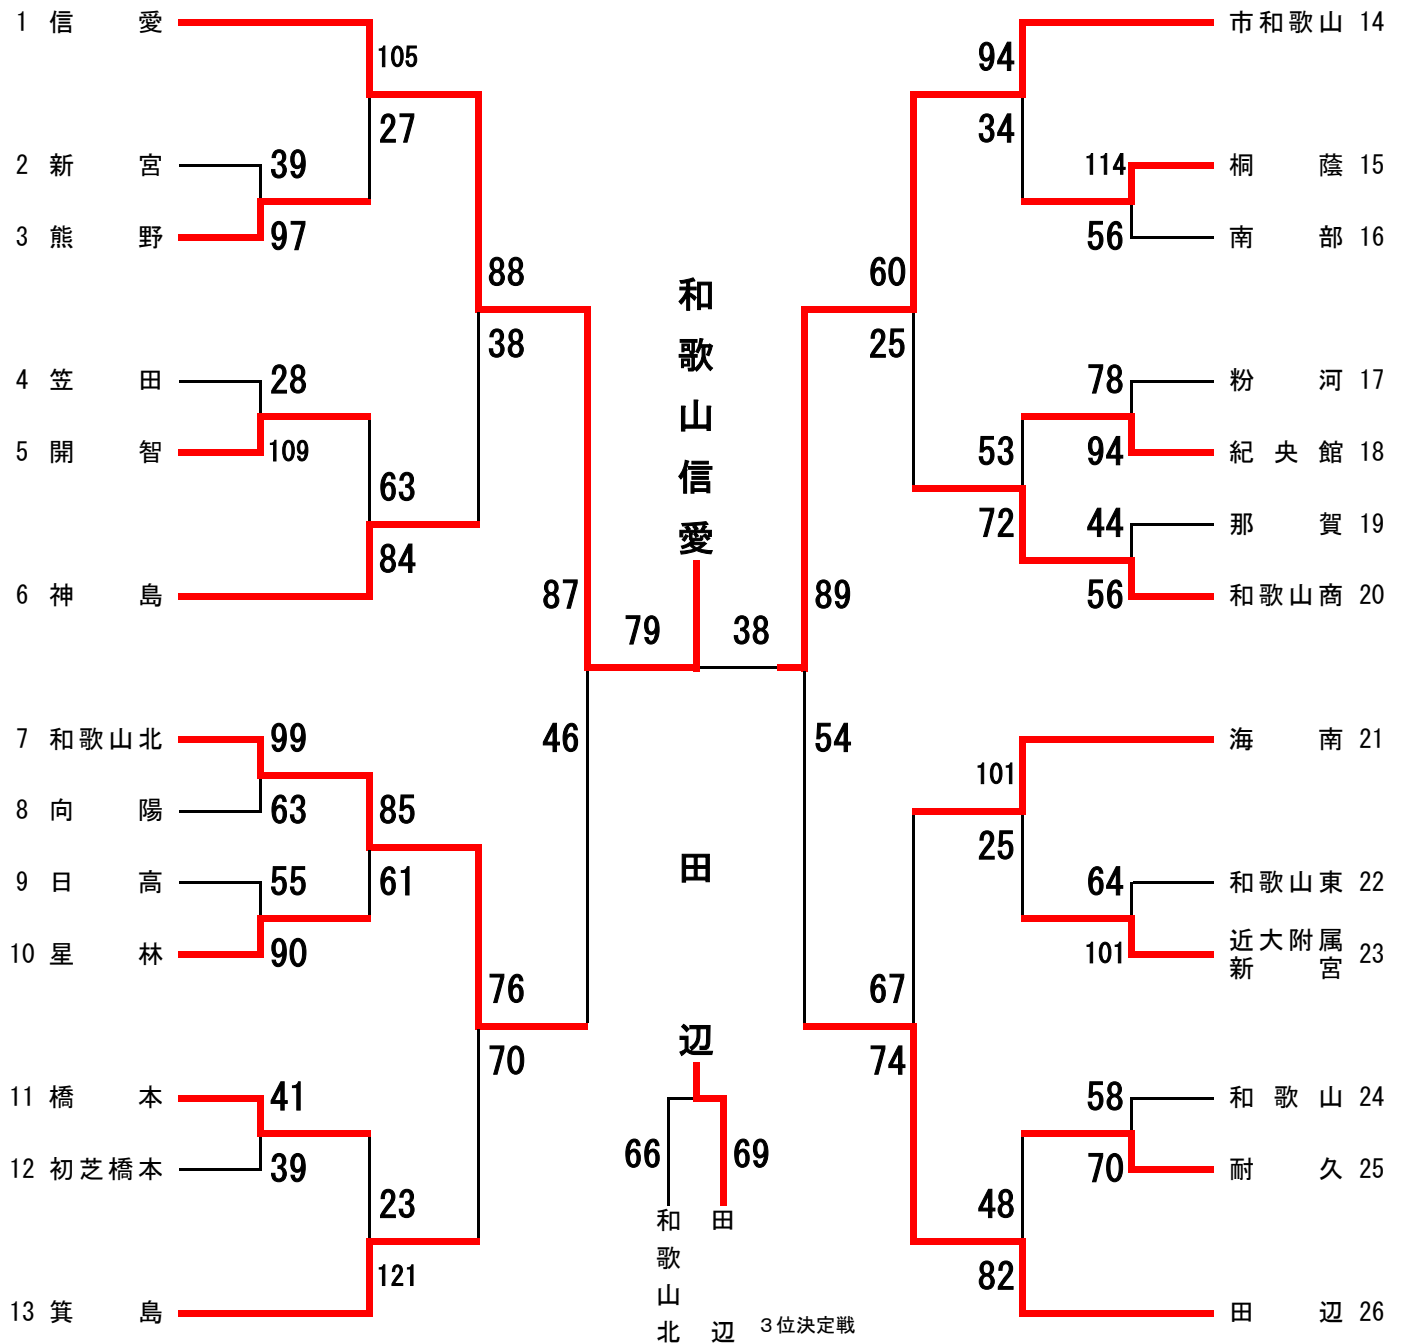 1 信愛
105
27
2 新宮 39
3 熊野 97
88
38
4 笠田 28
5 開智 109
63
84
6 神島
87
46
7 和歌山北 99
8 向陽 63
85
61
9 日高 55
10 星林 90
76
70
11 橋本 41
12 初芝橋本 39
23
121
13 箕島
和歌山信愛
79 38
田辺
66 69
和歌山北
田辺
3位決定戦
市和歌山 14
94
34
114 桐蔭 15
56 南部 16
60
25
78 粉河 17
94 紀央館 18
53
72
44 那賀 19
56 和歌山商 20
89
54
海南 21
101
25
64 和歌山東 22
101 近大附属新宮 23
67
74
58 和歌山 24
70 耐久 25
48
82
田辺 26